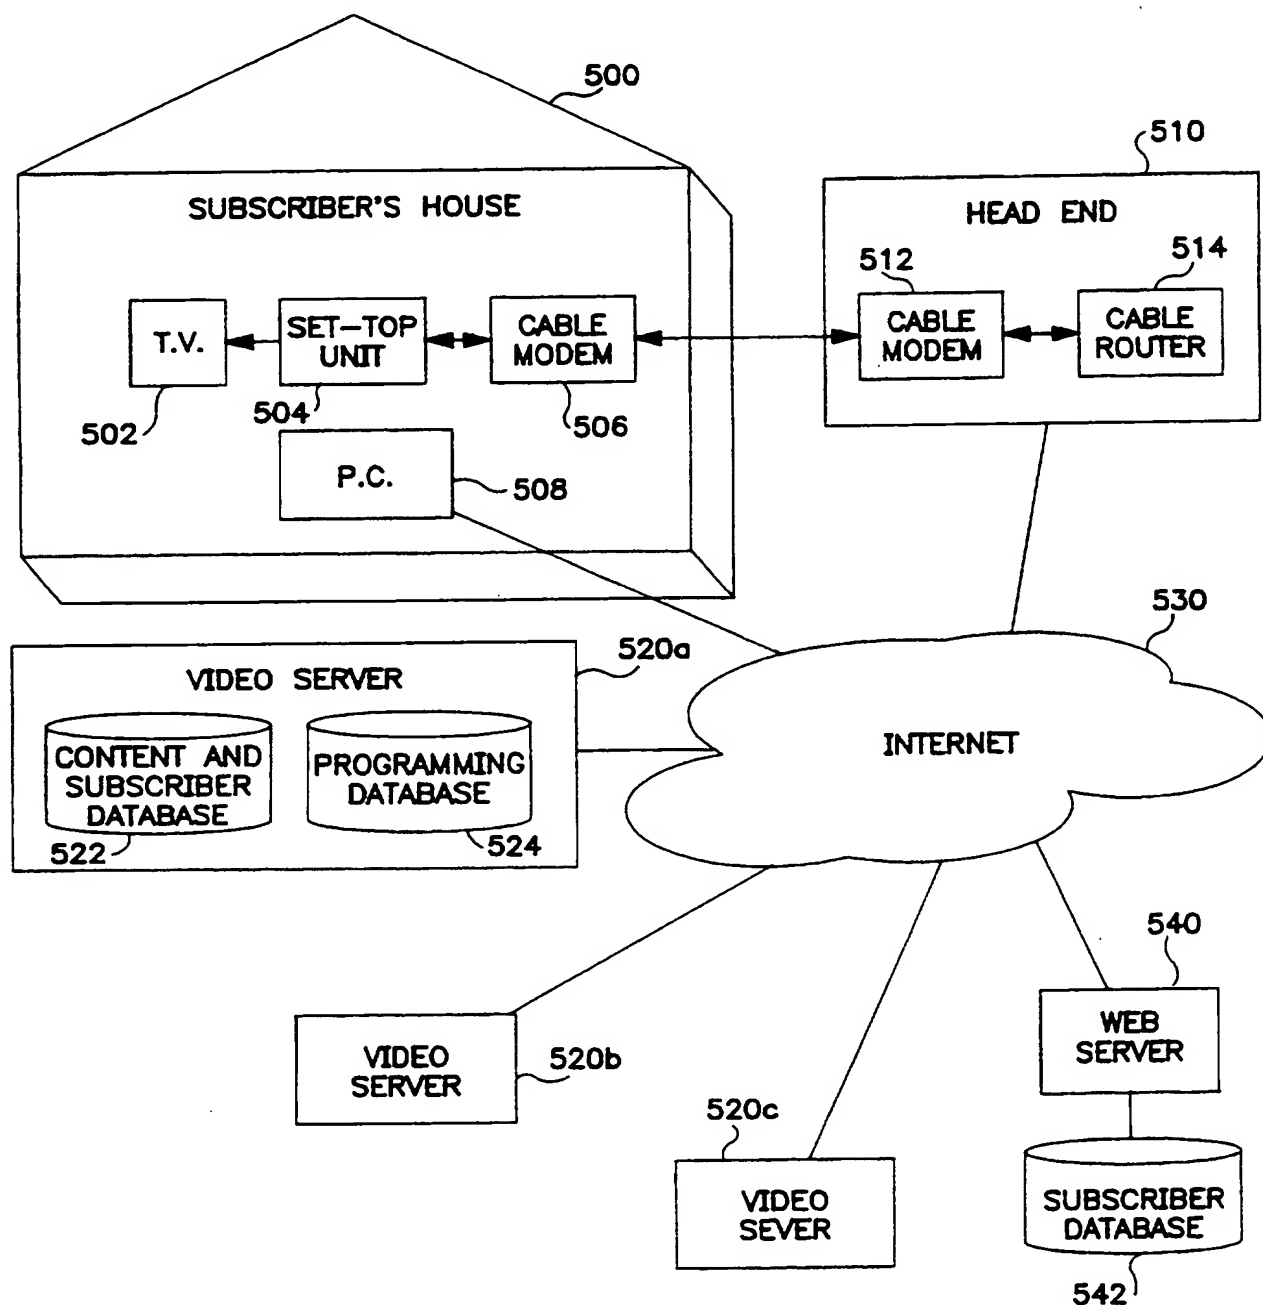 500
510
SUBSCRIBER'S HOUSE
HEAD END
512
514
T.V.
SET-TOP
UNIT
CABLE
MODEM
CABLE
MODEM
CABLE
ROUTER
502
504
506
P.C.
508
530
520a
VIDEO SERVER
CONTENT AND
SUBSCRIBER
DATABASE
PROGRAMMING
DATABASE
INTERNET
522
524
540
VIDEO
SERVER
520b
WEB
SERVER
520c
VIDEO
SEVER
SUBSCRIBER
DATABASE
542